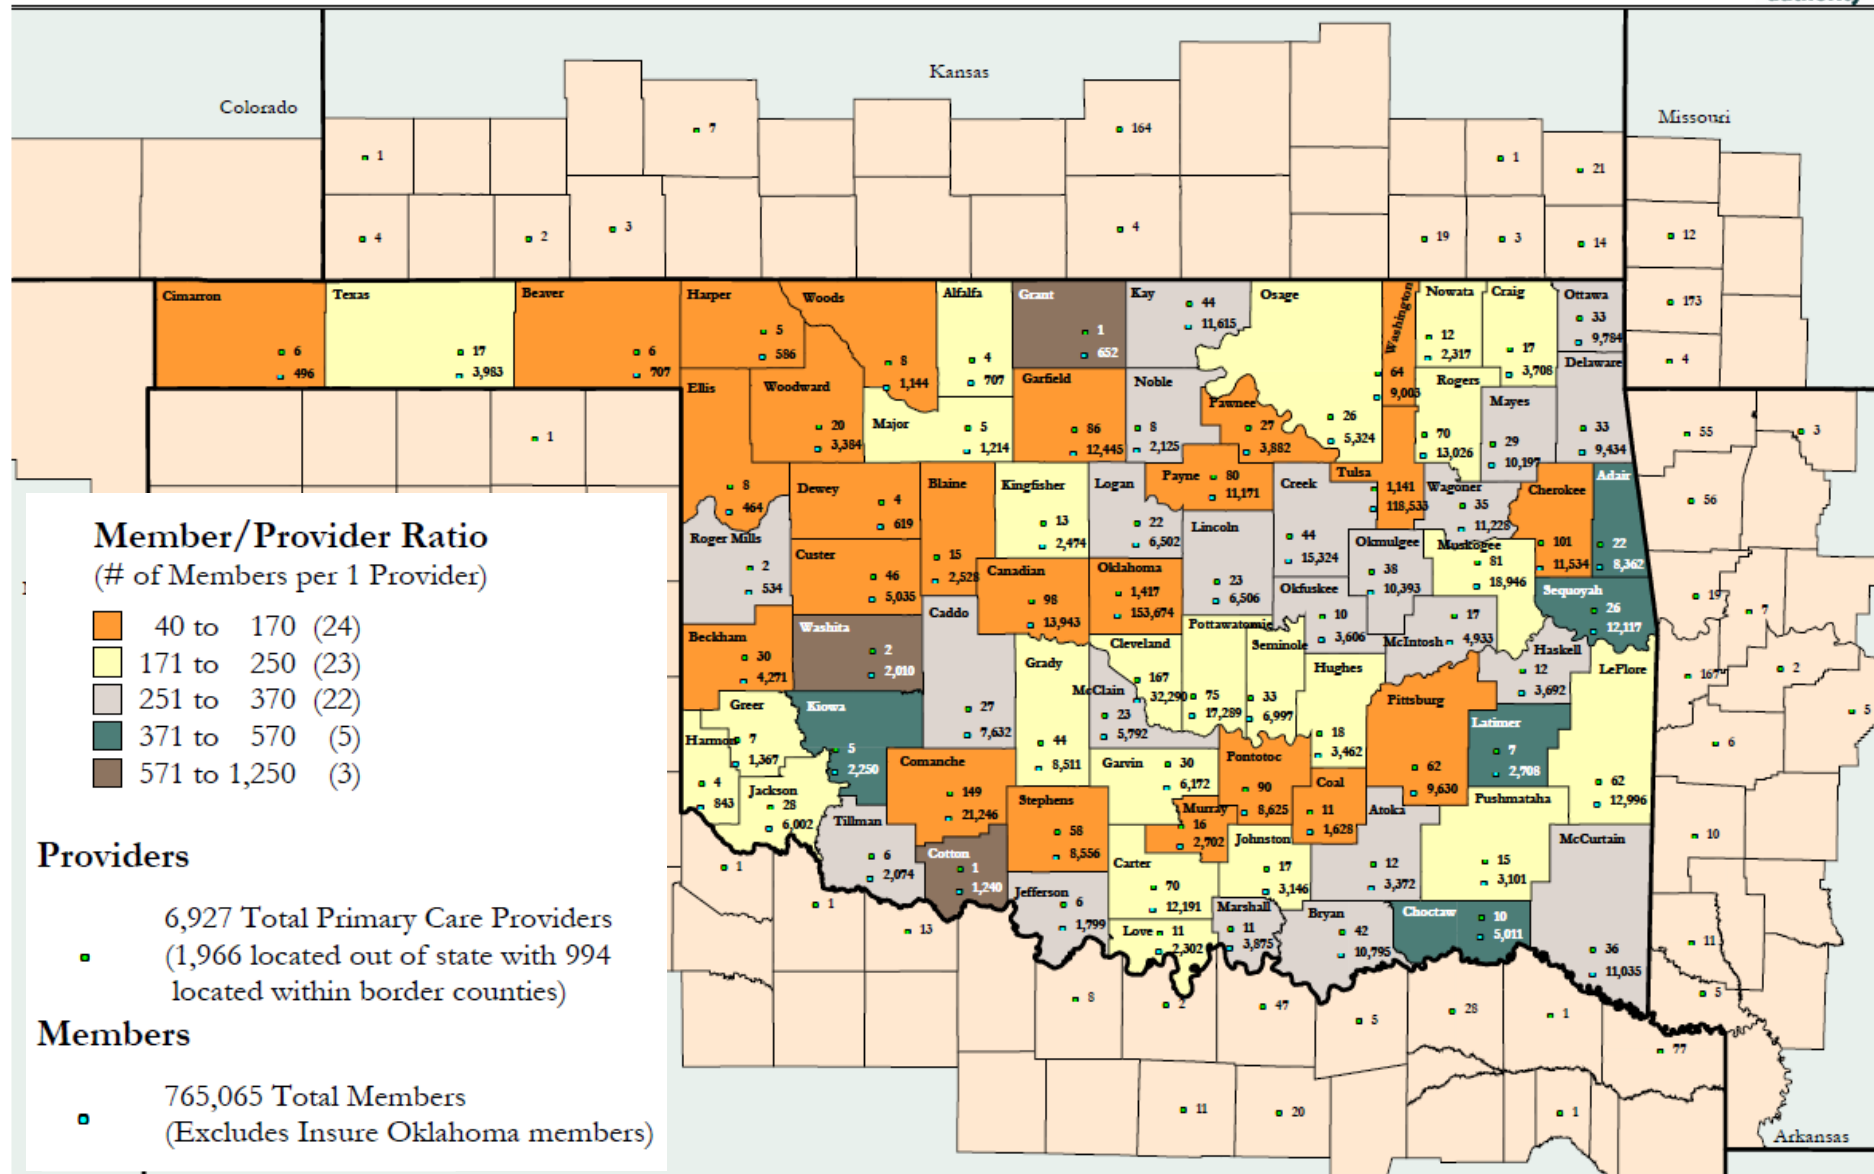 Kansas
Colorado
Missouri
7
164
1
1
21
4
2
3
4
19
3
14
12
173
4
Cimarron
6
496
Texas
17
3,983
Beaver
6
707
Harper
5
586
Woods
8
1,144
Alfalfa
4
707
Grant
1
652
Kay
44
11,615
Osage
26
5,324
Washington
64
9,003
Nowata
12
2,317
Craig
17
3,708
Ottawa
33
9,784
Delaware
33
9,434
Ellis
8
464
Woodward
20
3,384
Major
5
1,214
Garfield
86
12,445
Noble
8
2,125
Pawnee
27
3,882
Rogers
70
13,026
Mayes
29
10,197
1
55
3
Dewey
4
619
Blaine
15
2,528
Kingfisher
13
2,474
Logan
22
6,502
Payne
80
11,171
Creek
44
15,324
Tulsa
1,141
118,533
Wagoner
35
11,228
Cherokee
101
11,534
Adair
22
8,362
56
Roger Mills
2
534
Custer
46
5,035
Canadian
98
13,943
Oklahoma
1,417
153,674
Lincoln
23
6,506
Okmulgee
38
10,393
Muskogee
81
18,946
Okfuskee
10
3,606
McIntosh
17
4,933
Sequoyah
26
12,117
19
7
Beckham
30
4,271
Washita
2
2,010
Caddo
27
7,632
Grady
44
8,511
Cleveland
167
32,290
McClain
23
5,792
Pottawatomie
75
17,289
Seminole
33
6,997
Hughes
18
3,462
Pittsburg
62
9,630
Haskell
12
3,692
LeFlore
62
12,996
167
2
5
6
Greer
7
1,367
Harmon
4
843
Kiowa
5
2,250
Jackson
28
6,002
Comanche
149
21,246
Stephens
58
8,556
Garvin
30
6,172
Murray
16
2,702
Pontotoc
90
8,625
Coal
11
1,628
Latimer
7
2,708
Pushmataha
15
3,101
Atoka
12
3,372
McCurtain
36
11,035
10
Tillman
6
2,074
Cotton
1
1,240
Jefferson
6
1,799
Carter
70
12,191
Johnston
17
3,146
Love
11
2,302
Marshall
11
3,875
Bryan
42
10,795
Choctaw
10
5,011
11
5
1
1
13
8
2
47
5
28
1
77
11
20
1
Arkansas
Member/Provider Ratio
(# of Members per 1 Provider)
40 to 170 (24)
171 to 250 (23)
251 to 370 (22)
371 to 570 (5)
571 to 1,250 (3)
Providers
6,927 Total Primary Care Providers
(1,966 located out of state with 994
located within border counties)
Members
765,065 Total Members
(Excludes Insure Oklahoma members)